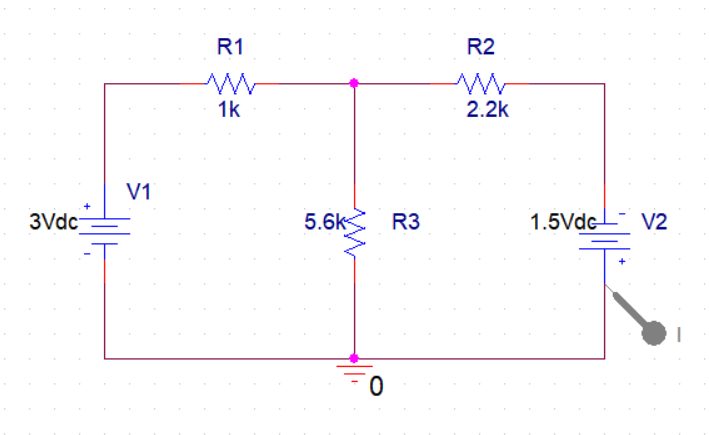 R1
R2
1k
2.2k
+
V1
3Vdc
-
5.6k
R3
-
1.5Vdc
V2
+
I
0